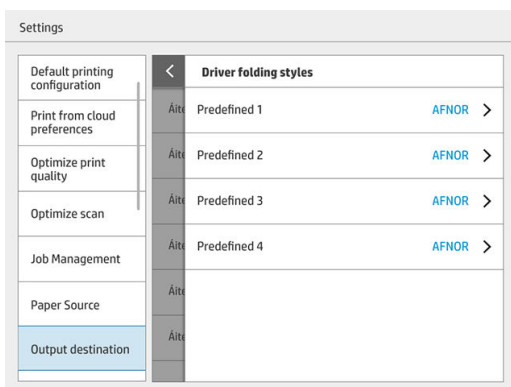 Settings
Default printing
configuration
Print from cloud
preferences
Optimize print
quality
Optimize scan
Job Management
Paper Source
Output destination
Driver folding styles
Predefined 1 AFNOR
Predefined 2 AFNOR
Predefined 3 AFNOR
Predefined 4 AFNOR